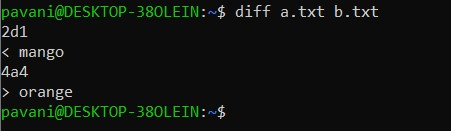 pavani@DESKTOP-38OLEIN:~$ diff a.txt b.txt
2d1
< mango
4a4
> orange
pavani@DESKTOP-38OLEIN:~$